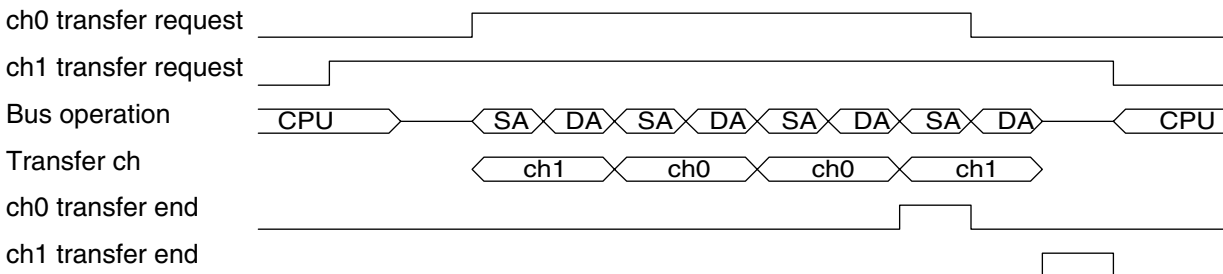 ch0 transfer request
ch1 transfer request
Bus operation CPU SA DA SA DA SA DA SA DA CPU
Transfer ch ch1 ch0 ch0 ch1
ch0 transfer end
ch1 transfer end